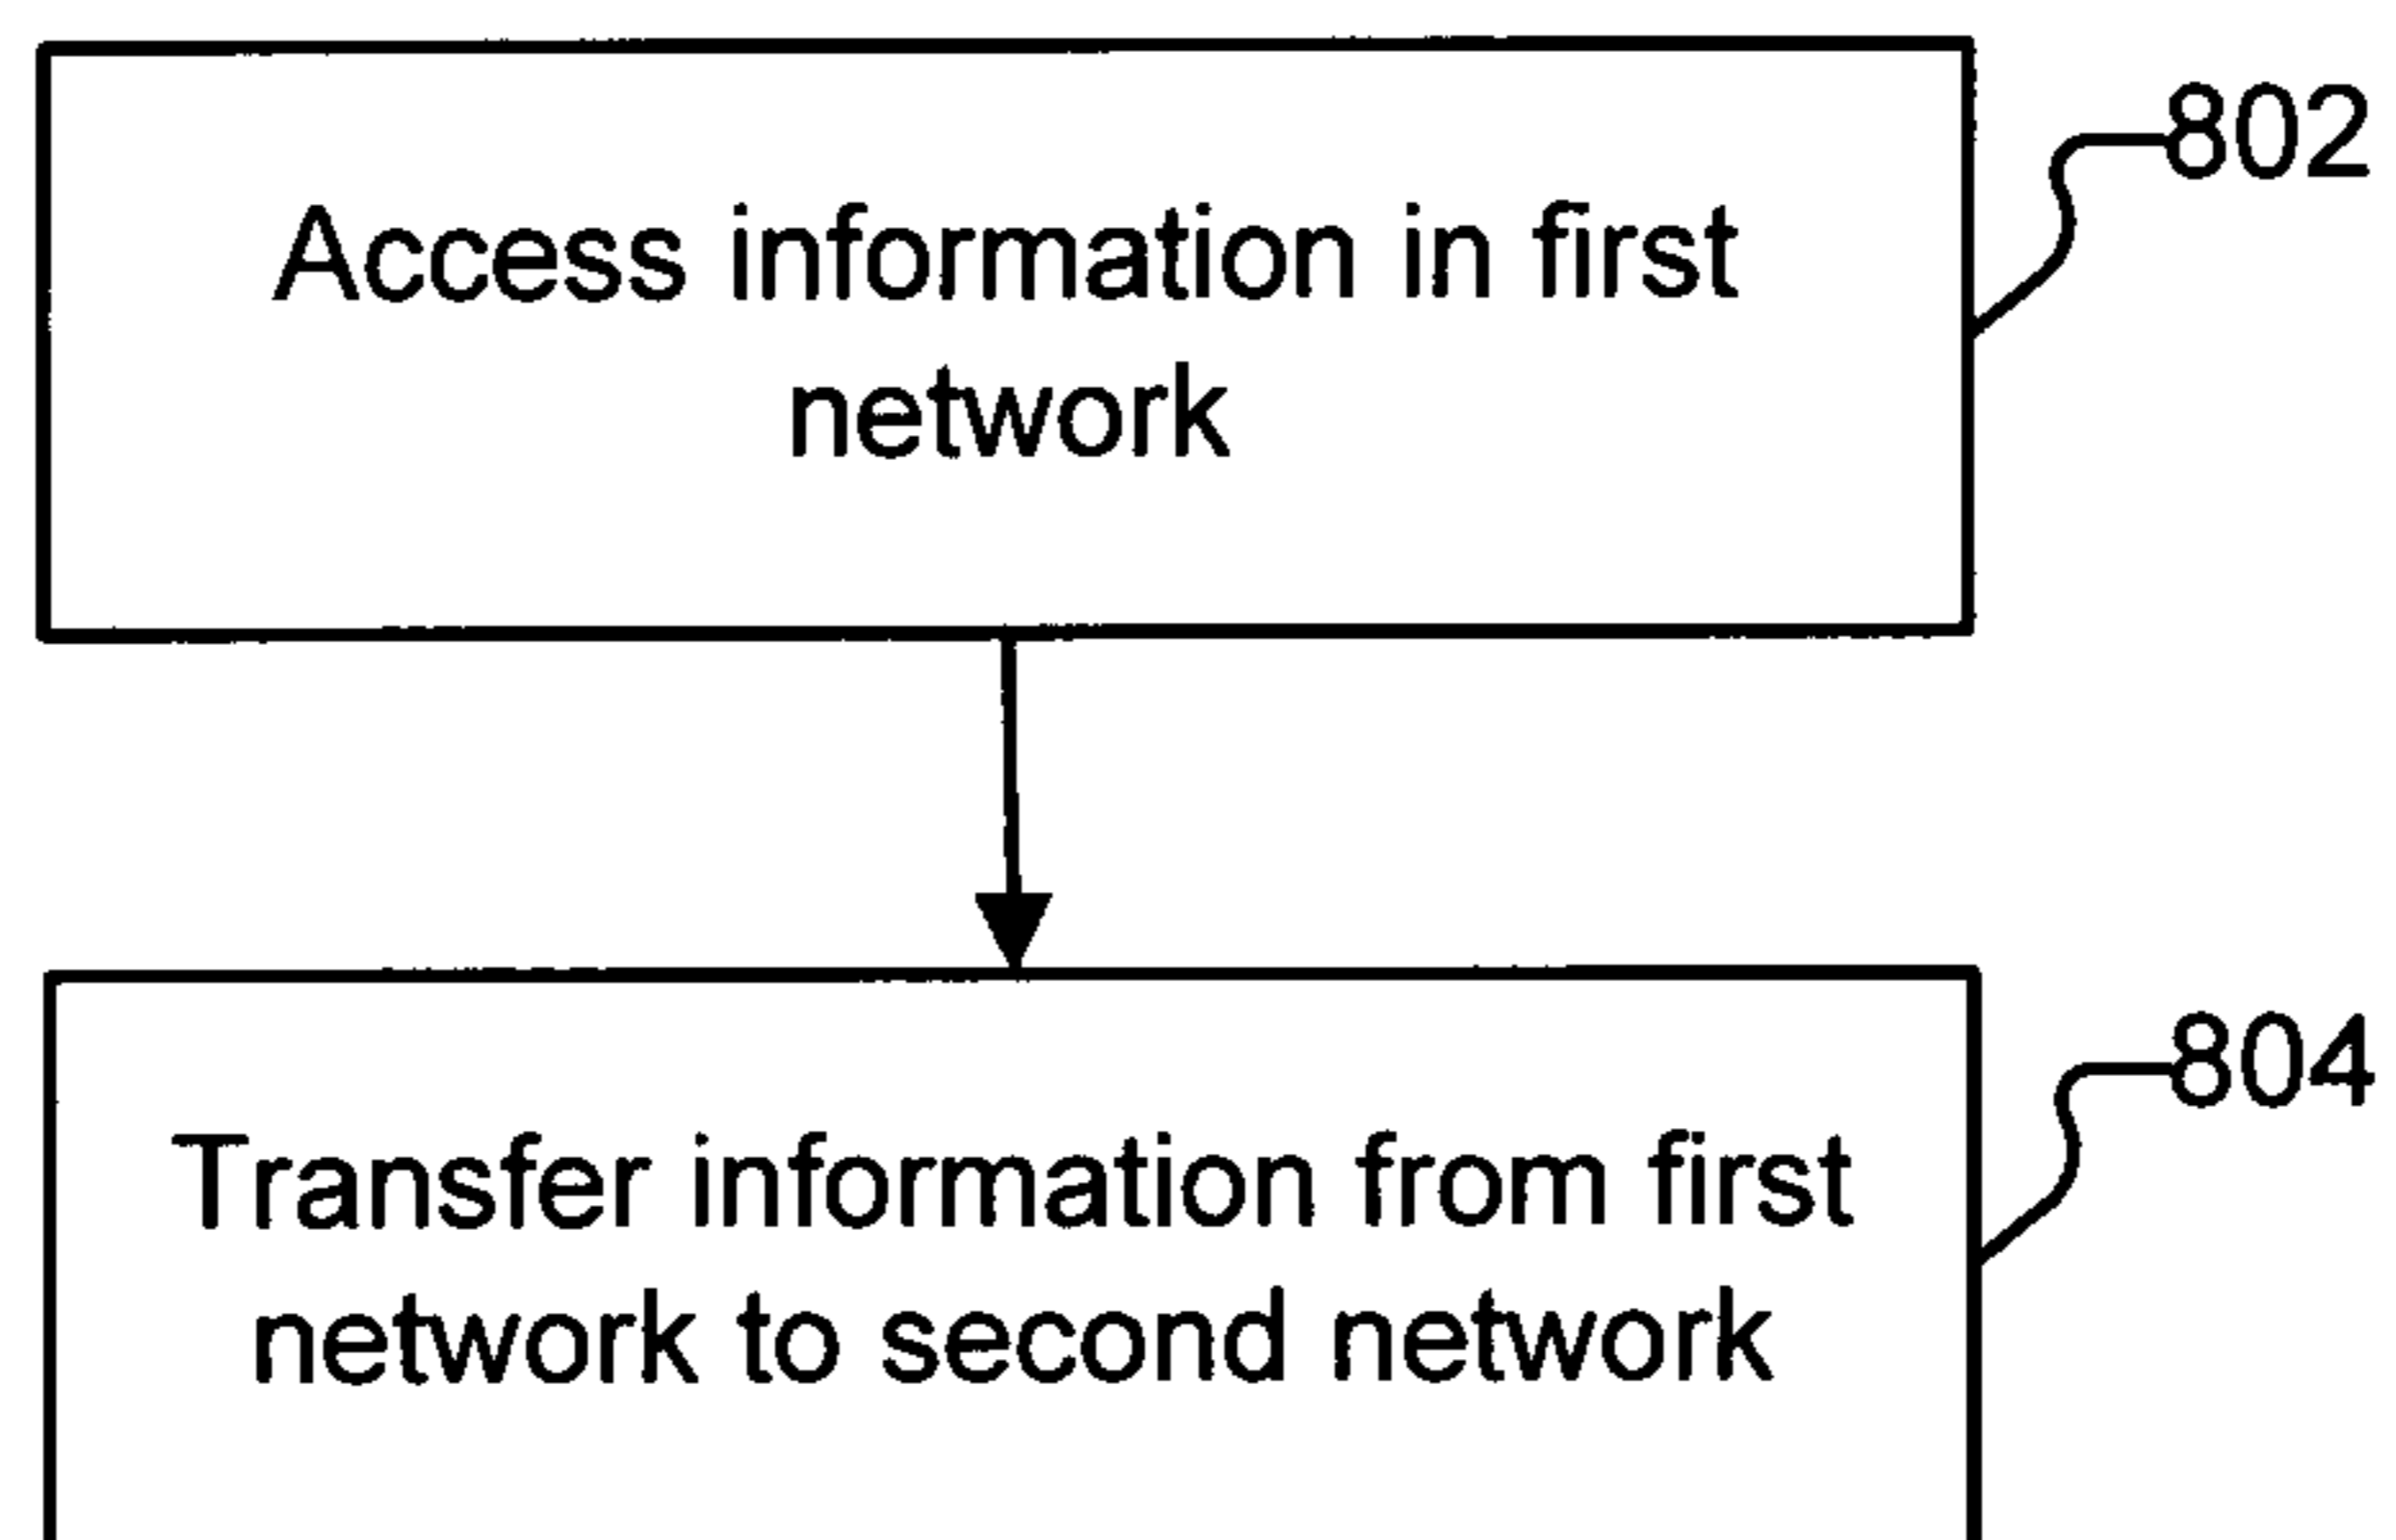 802
Access information in first
network
804
Transfer information from first
network to second network